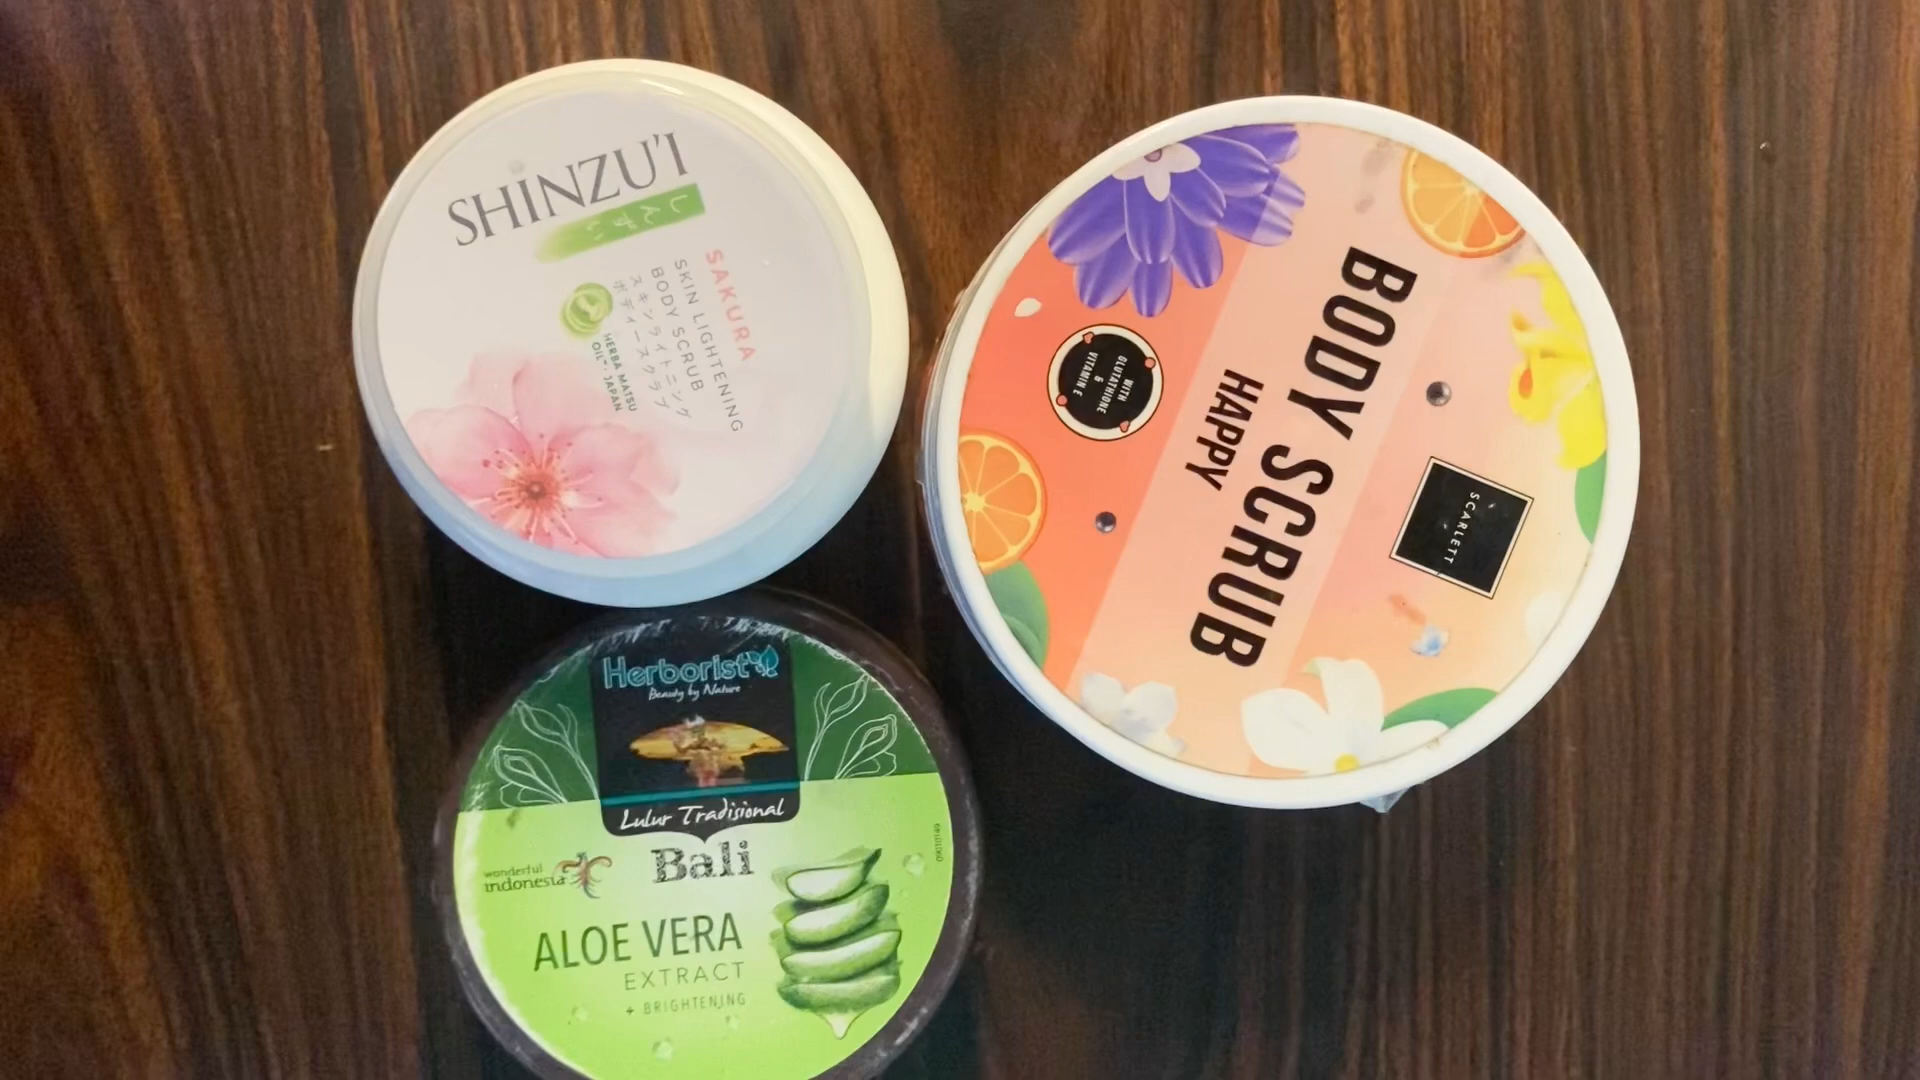 SHINZU'I
しんずい
SAKURA
SKIN LIGHTENING
BODY SCRUB
スキンライトニング
ボディースクラブ
HERBA MATSU
OIL - JAPAN
BODY SCRUB
HAPPY
WITH
GLUTATHIONE
&
VITAMIN E
SCARLETT
Herborist
Beauty by Nature
Lulur Tradisional
Bali
wonderful
indonesia
ALOE VERA
EXTRACT
+ BRIGHTENING